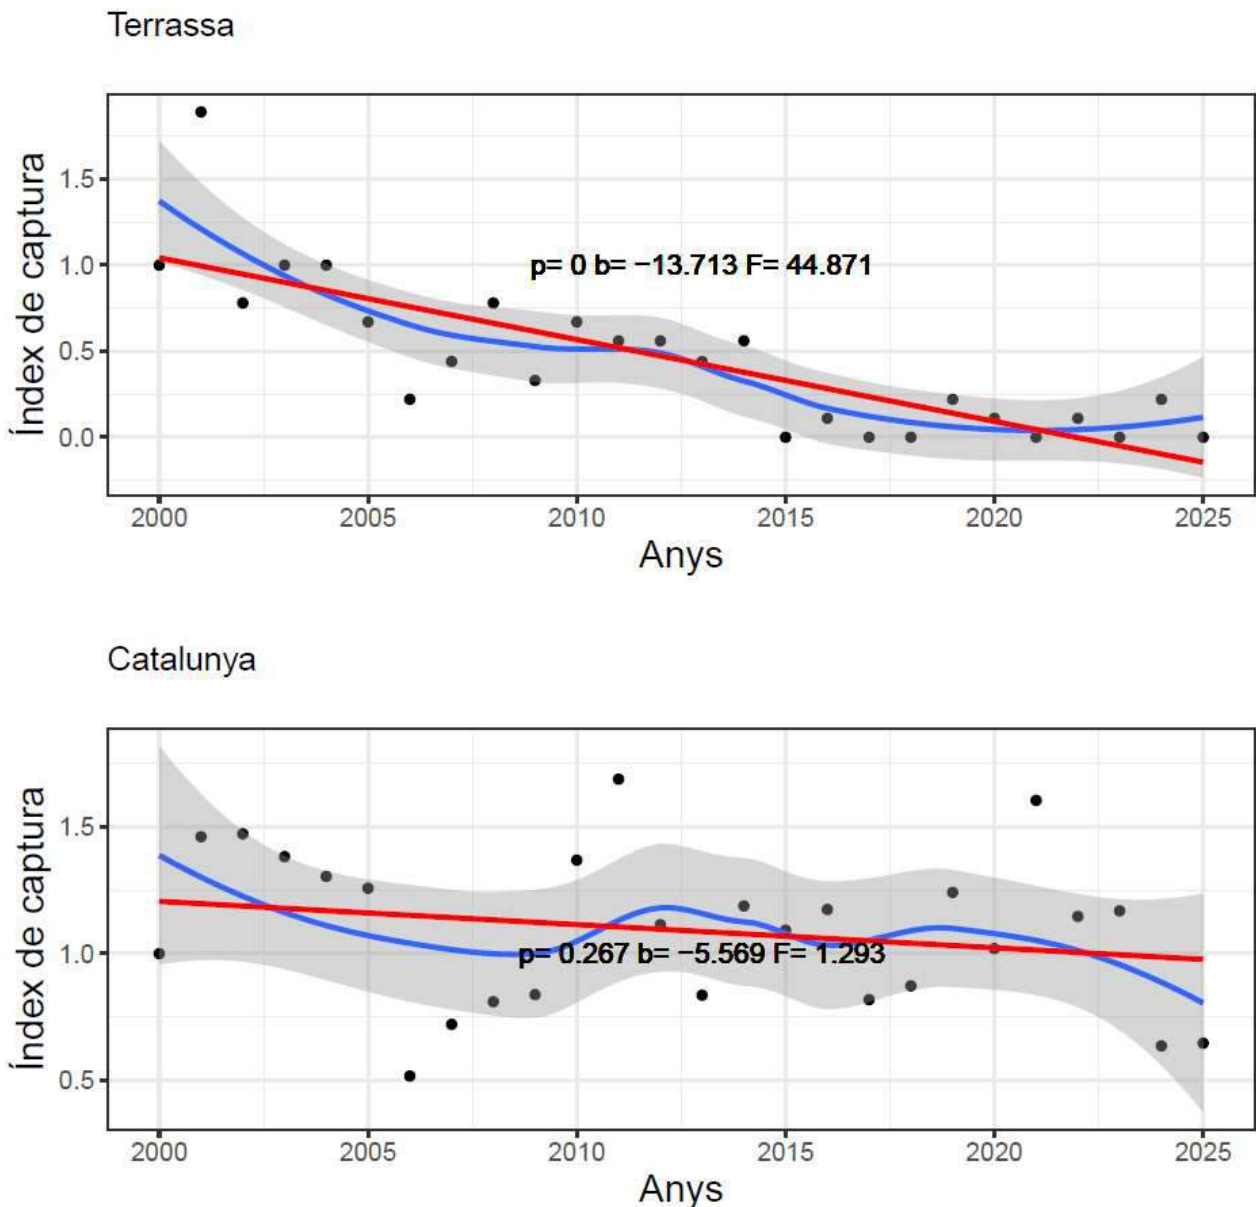 Terrassa
Índex de captura
1.5
1.0
0.5
0.0
p= 0 b= −13.713 F= 44.871
2000 2005 2010 2015 2020 2025
Anys
Catalunya
Índex de captura
1.5
1.0
0.5
p= 0.267 b= −5.569 F= 1.293
2000 2005 2010 2015 2020 2025
Anys